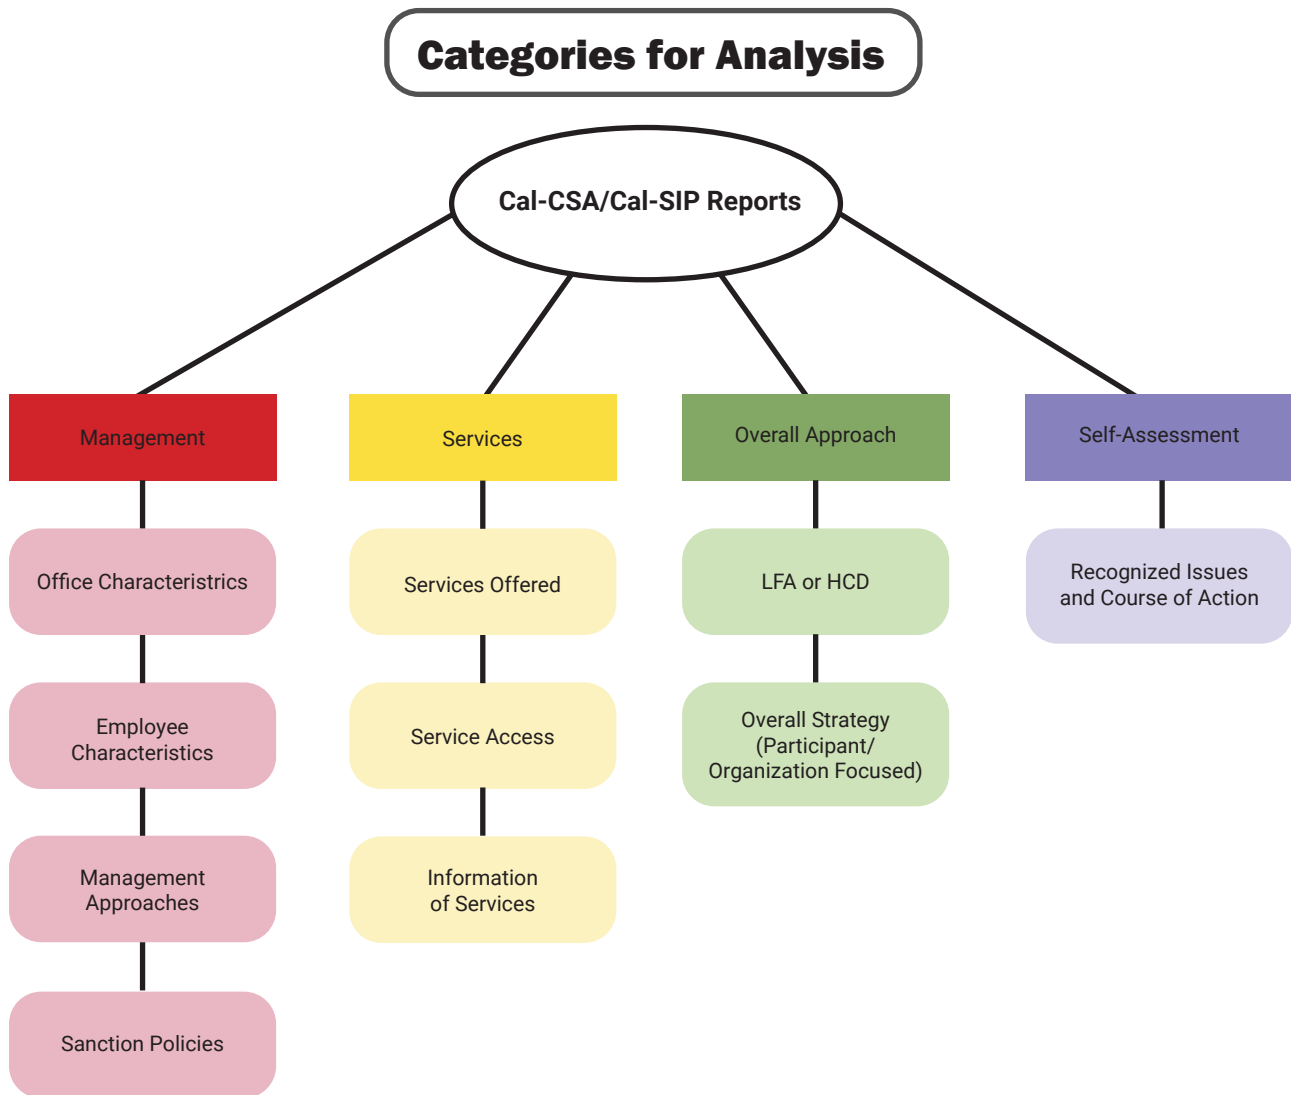 Categories for Analysis
Cal-CSA/Cal-SIP Reports
Management
Office Characteristrics
Employee
Characteristics
Management
Approaches
Sanction Policies
Services
Services Offered
Service Access
Information
of Services
Overall Approach
LFA or HCD
Overall Strategy
(Participant/
Organization Focused)
Self-Assessment
Recognized Issues
and Course of Action